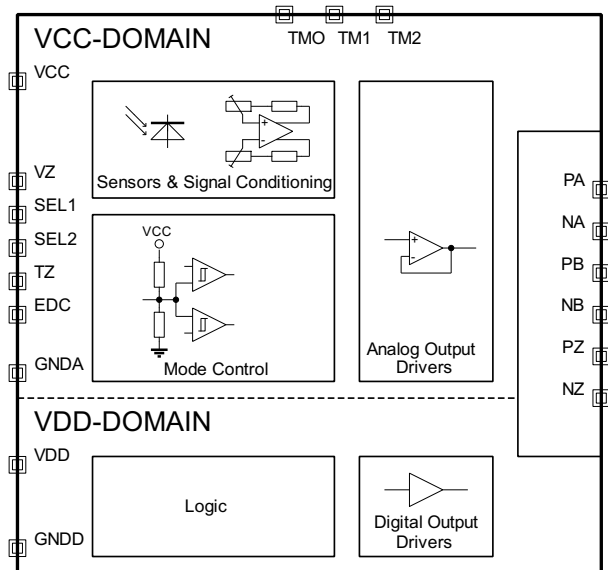 VCC-DOMAIN
TMO TM1 TM2
VCC
VZ
SEL1
SEL2
TZ
EDC
GNDA
Sensors & Signal Conditioning
VCC
Mode Control
Analog Output
Drivers
PA
NA
PB
NB
PZ
NZ
VDD-DOMAIN
VDD
GNDD
Logic
Digital Output
Drivers